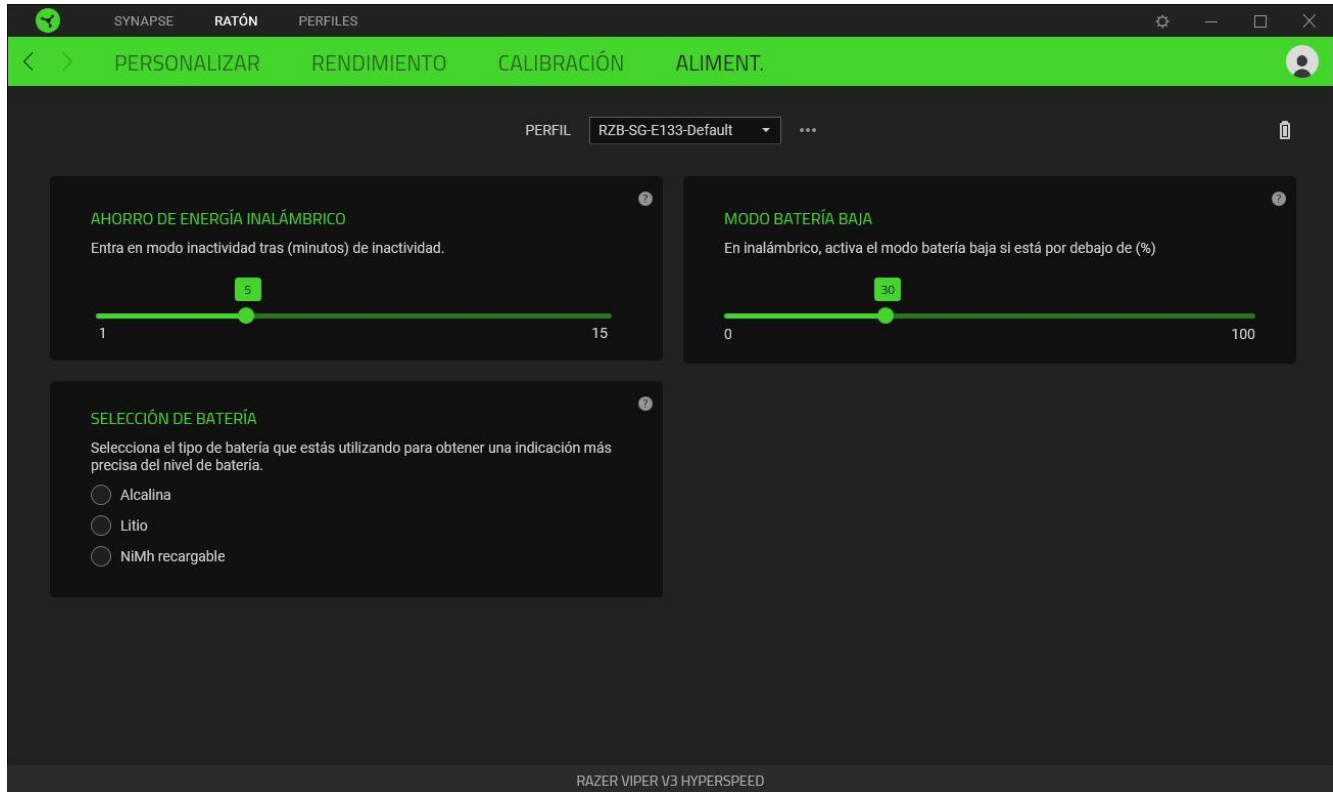 SYNAPSE RATÓN PERFILES
PERSONALIZAR RENDIMIENTO CALIBRACIÓN ALIMENT.
PERFIL RZB-SG-E133-Default
AHORRO DE ENERGÍA INALÁMBRICO
Entra en modo inactividad tras (minutos) de inactividad.
5
1 15
MODO BATERÍA BAJA
En inalámbrico, activa el modo batería baja si está por debajo de (%)
30
0 100
SELECCIÓN DE BATERÍA
Selecciona el tipo de batería que estás utilizando para obtener una indicación más
precisa del nivel de batería.
Alcalina
Litio
NiMh recargable
RAZER VIPER V3 HYPERSPEED